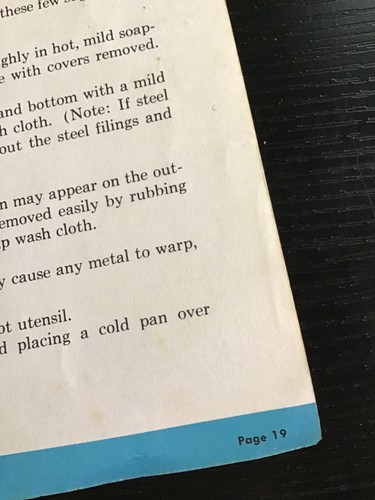 these few
ghly in hot, mild soap-
e with covers removed.
and bottom with a mild
h cloth. (Note: If steel
out the steel filings and
n may appear on the out-
emoved easily by rubbing
p wash cloth.
y cause any metal to warp,
ot utensil.
d placing a cold pan over
Page 19